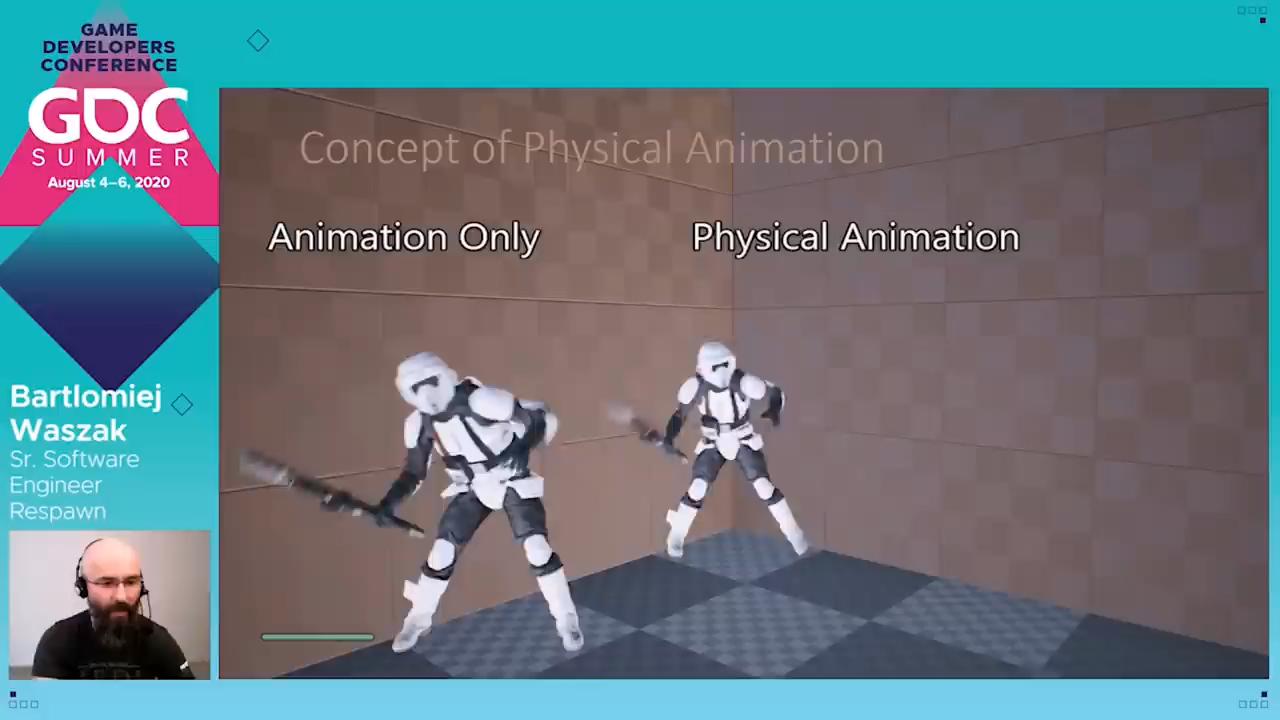 GAME
DEVELOPERS
CONFERENCE
GDC
SUMMER
August 4–6, 2020
Concept of Physical Animation
Animation Only
Physical Animation
Bartlomiej
Waszak
Sr. Software
Engineer
Respawn